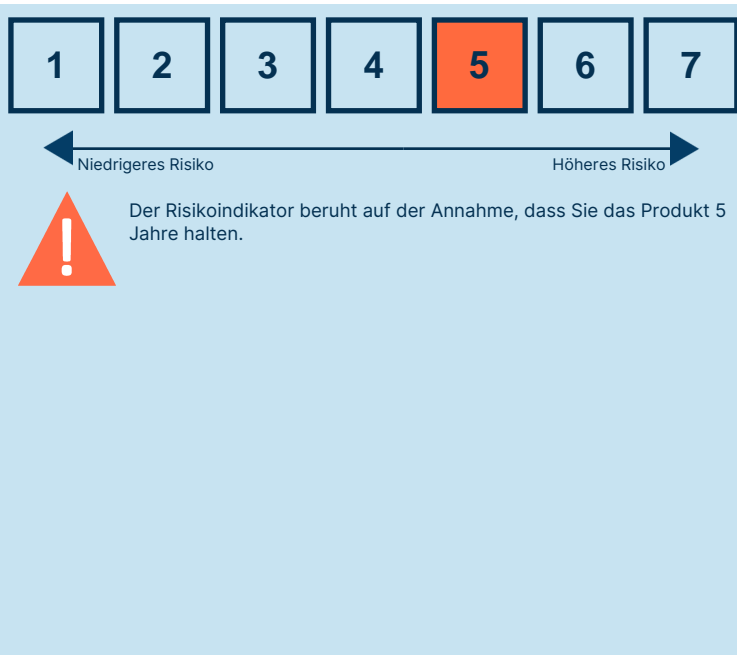 1 2 3 4 5 6 7
Niedrigeres Risiko Höheres Risiko
!
Der Risikoindikator beruht auf der Annahme, dass Sie das Produkt 5
Jahre halten.